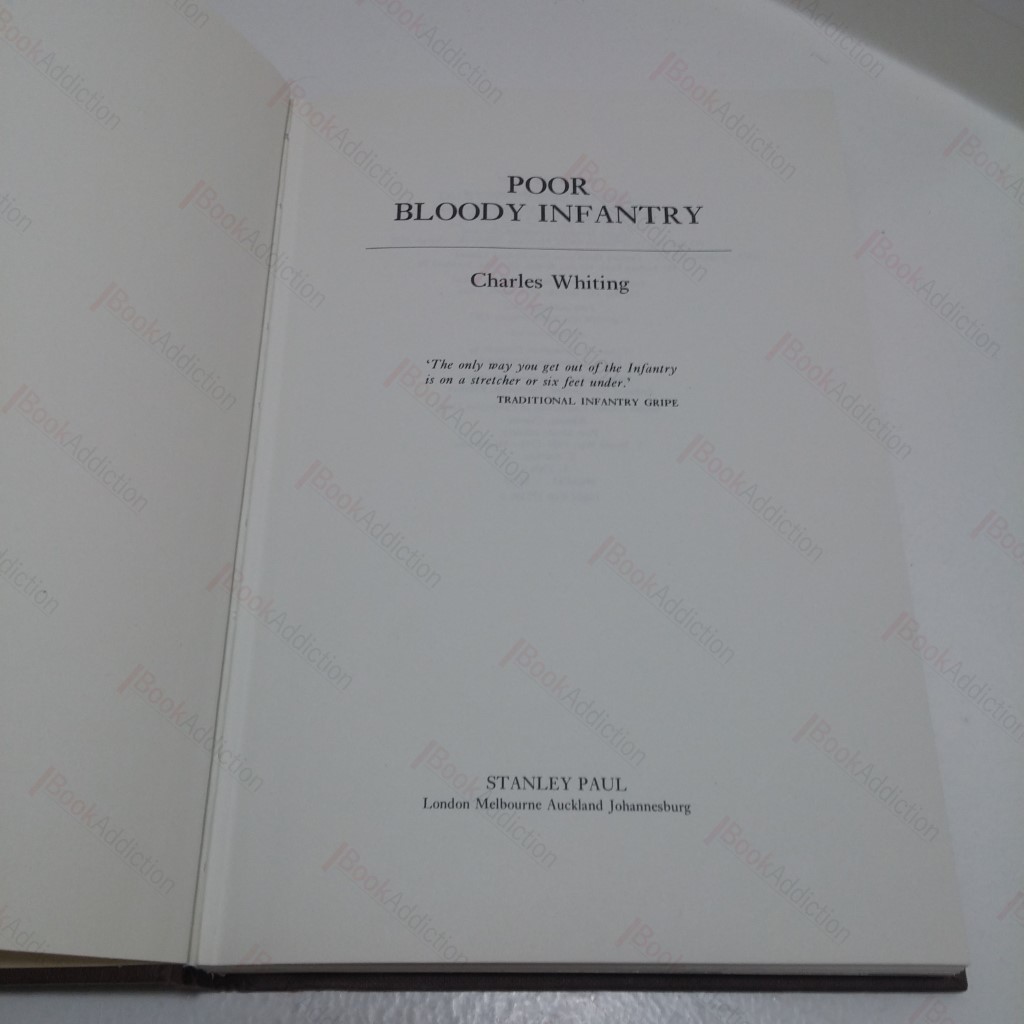 POOR
BLOODY INFANTRY
Charles Whiting
'The only way you get out of the Infantry
is on a stretcher or six feet under.'
TRADITIONAL INFANTRY GRIPE
STANLEY PAUL
London Melbourne Auckland Johannesburg
BookAddiction